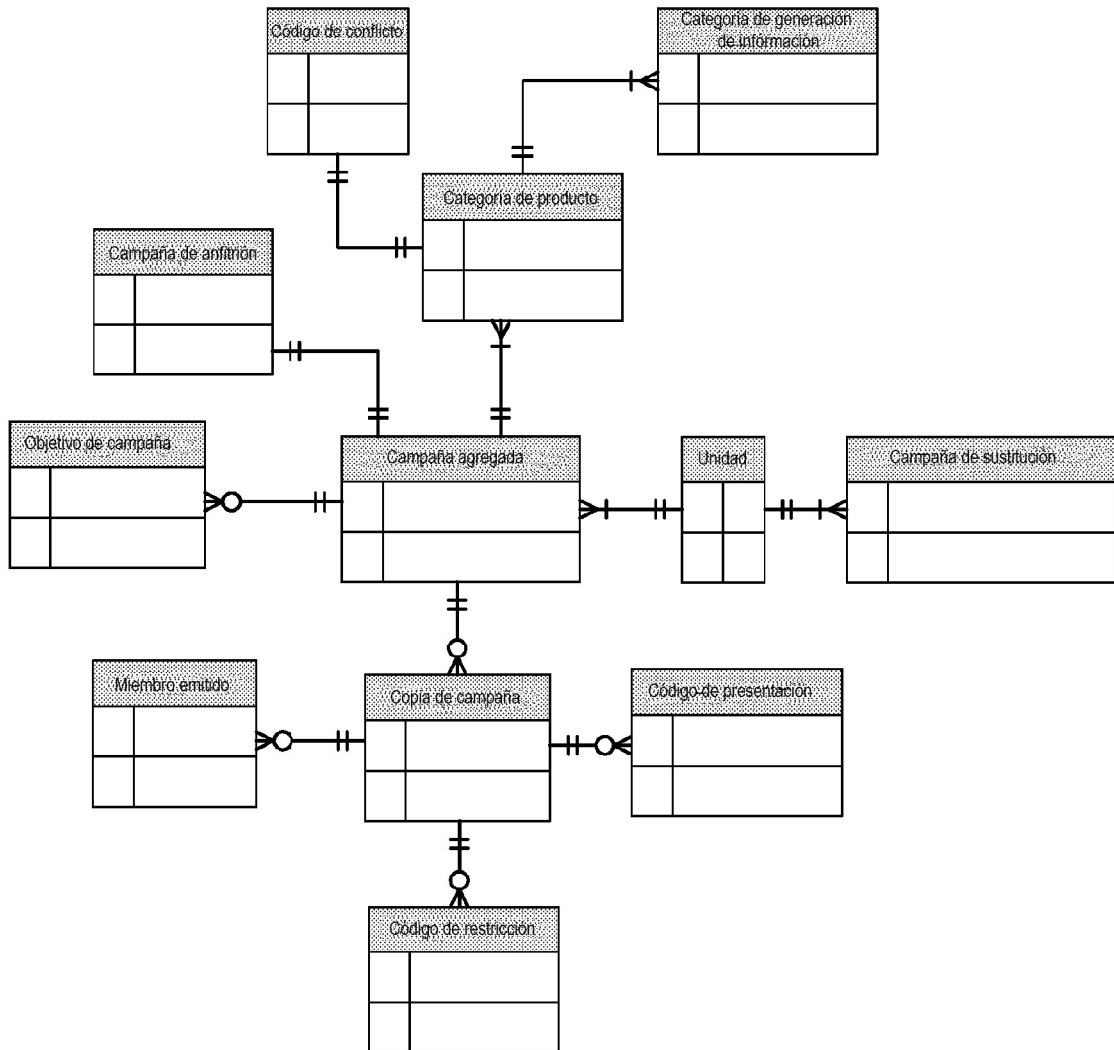 Código de conflicto
Categoría de generación
de información
Categoría de producto
Campaña de anfitrión
Objetivo de campaña
Campaña agregada
Unidad
Campaña de sustitución
Miembro emitido
Copia de campaña
Código de presentación
Código de restricción